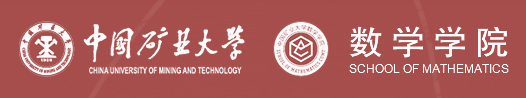 中国矿业大学
CHINA UNIVERSITY OF MINING AND TECHNOLOGY
数学学院
SCHOOL OF MATHEMATICS